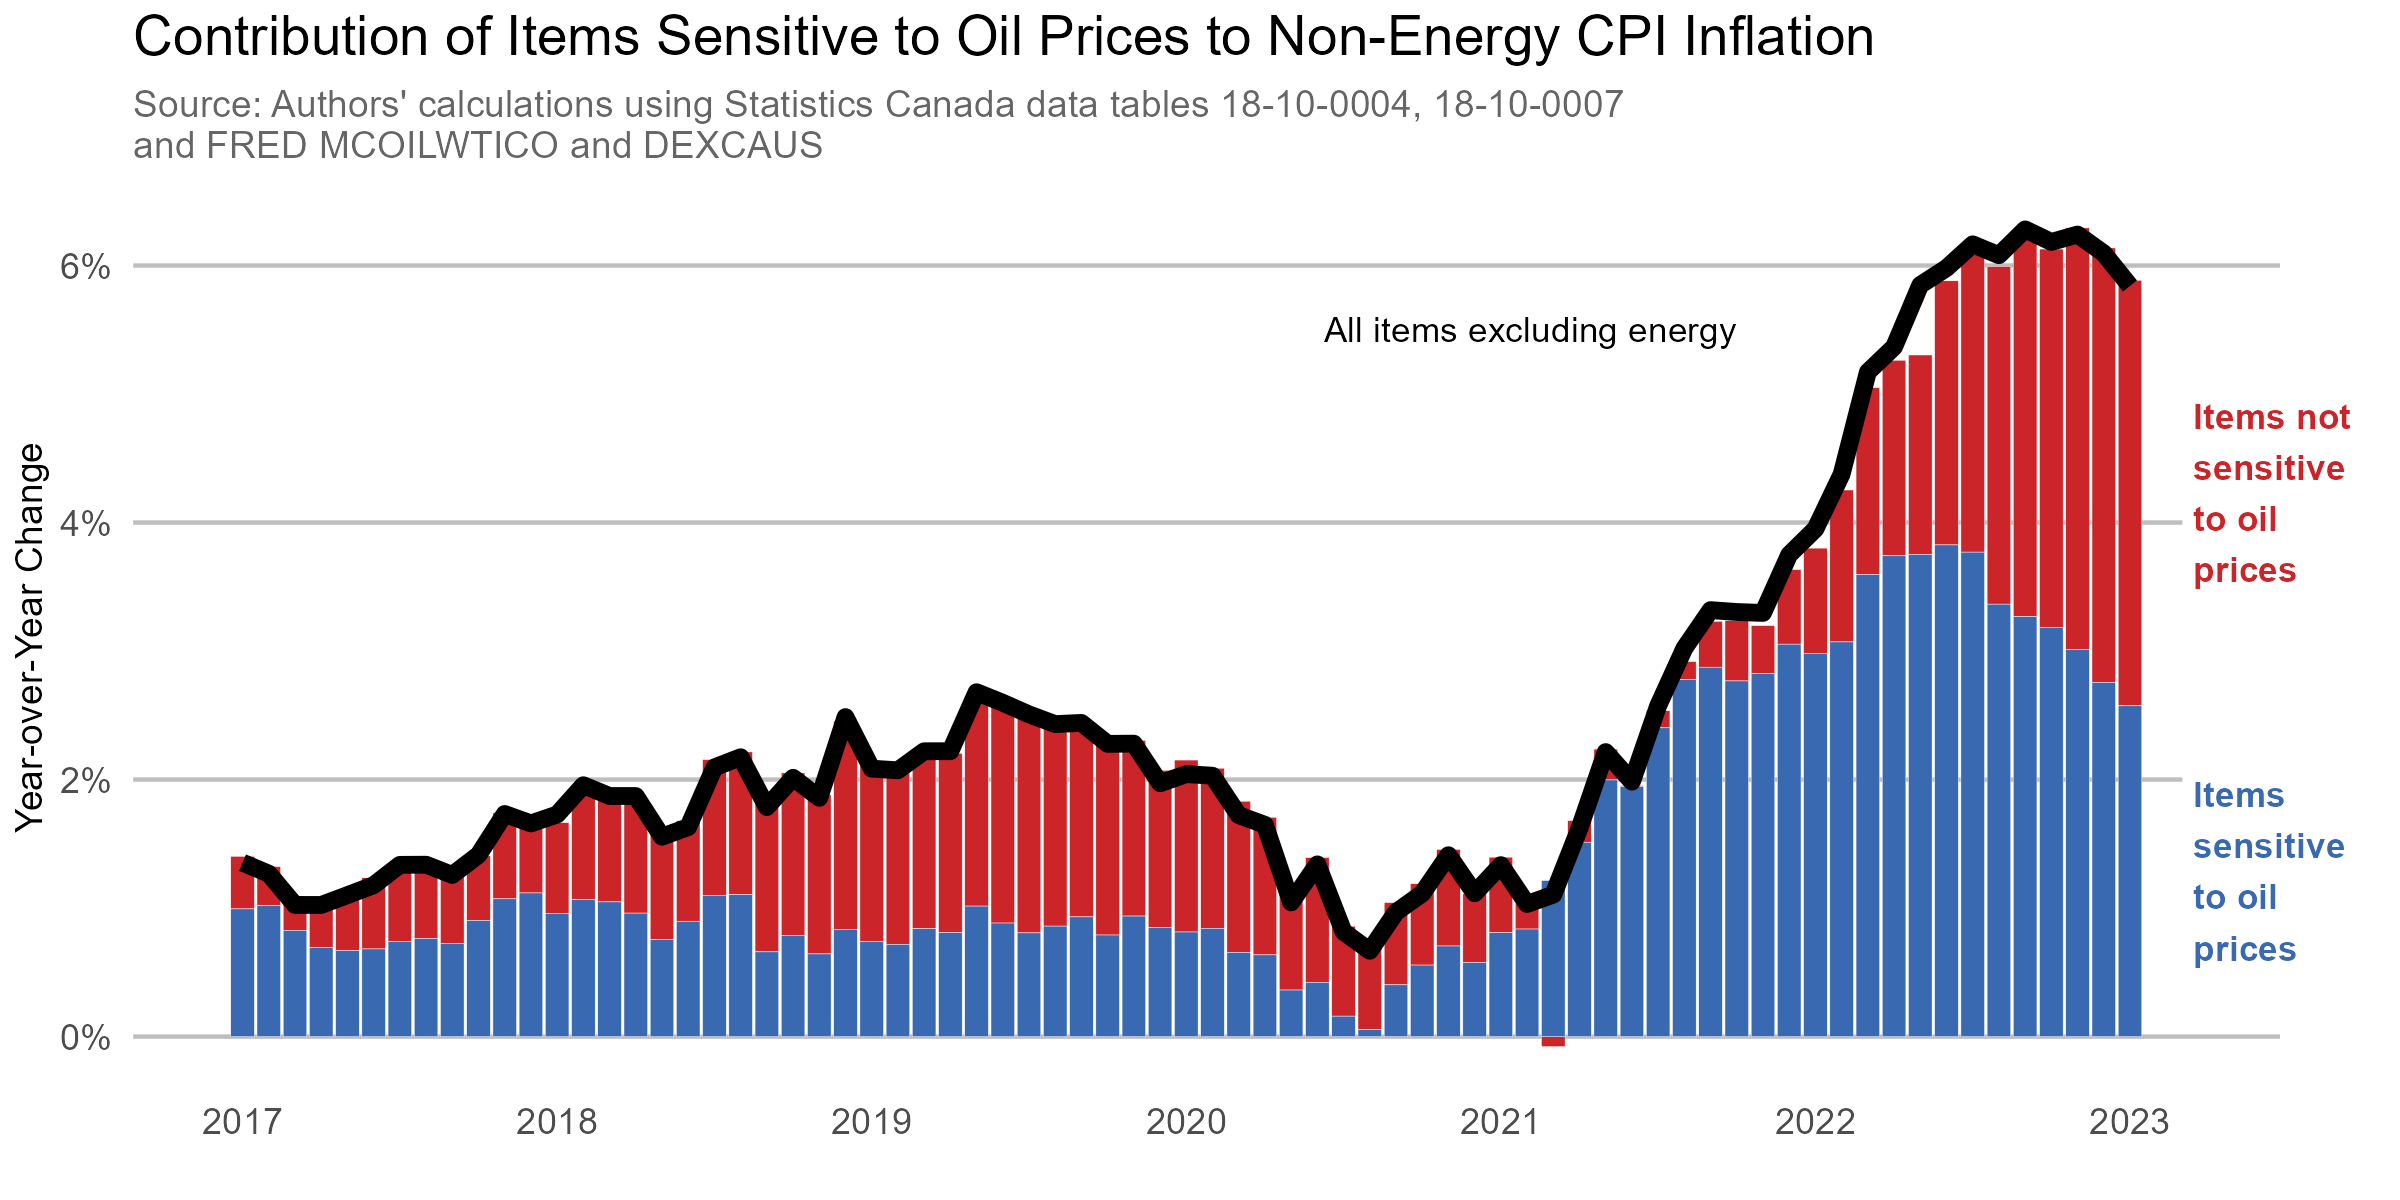 Contribution of Items Sensitive to Oil Prices to Non-Energy CPI Inflation
Source: Authors' calculations using Statistics Canada data tables 18-10-0004, 18-10-0007
and FRED MCOILWTICO and DEXCAUS
Year-over-Year Change
6%
4%
2%
0%
All items excluding energy
Items not
sensitive
to oil
prices
Items
sensitive
to oil
prices
2017
2018
2019
2020
2021
2022
2023